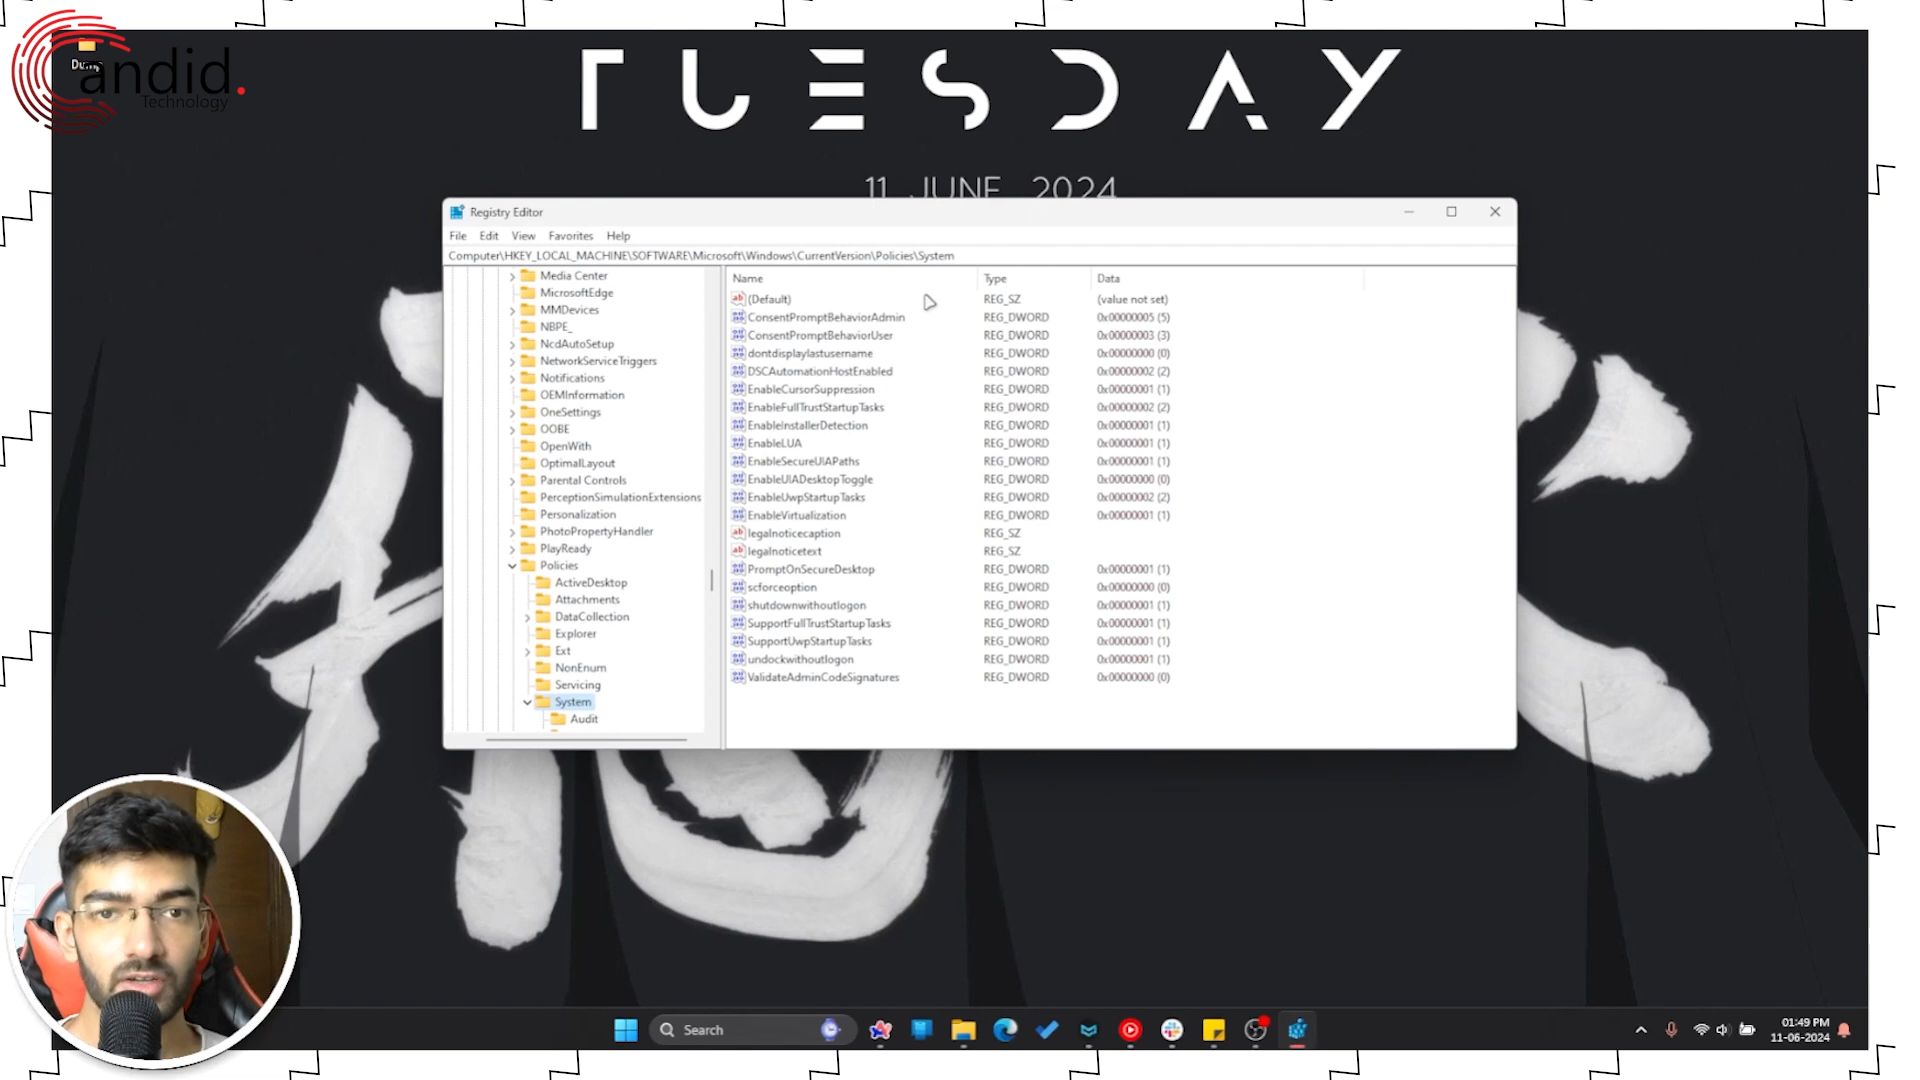 Dump
Candid.
Technology
TUESDAY
11 JUNE 2024
Registry Editor
File Edit View Favorites Help
Computer\HKEY_LOCAL_MACHINE\SOFTWARE\Microsoft\Windows\CurrentVersion\Policies\System
Media Center
MicrosoftEdge
MMDevices
NBPE_
NcdAutoSetup
NetworkServiceTriggers
Notifications
OEMInformation
OneSettings
OOBE
OpenWith
OptimalLayout
Parental Controls
PerceptionSimulationExtensions
Personalization
PhotoPropertyHandler
PlayReady
Policies
ActiveDesktop
Attachments
DataCollection
Explorer
Ext
NonEnum
Servicing
System
Audit
Name Type Data
(Default) REG_SZ (value not set)
ConsentPromptBehaviorAdmin REG_DWORD 0x00000005 (5)
ConsentPromptBehaviorUser REG_DWORD 0x00000003 (3)
dontdisplaylastusername REG_DWORD 0x00000000 (0)
DSCAutomationHostEnabled REG_DWORD 0x00000002 (2)
EnableCursorSuppression REG_DWORD 0x00000001 (1)
EnableFullTrustStartupTasks REG_DWORD 0x00000002 (2)
EnableInstallerDetection REG_DWORD 0x00000001 (1)
EnableLUA REG_DWORD 0x00000001 (1)
EnableSecureUIAPaths REG_DWORD 0x00000001 (1)
EnableUIADesktopToggle REG_DWORD 0x00000000 (0)
EnableUwpStartupTasks REG_DWORD 0x00000002 (2)
EnableVirtualization REG_DWORD 0x00000001 (1)
legalnoticecaption REG_SZ
legalnoticetext REG_SZ
PromptOnSecureDesktop REG_DWORD 0x00000001 (1)
scforceoption REG_DWORD 0x00000000 (0)
shutdownwithoutlogon REG_DWORD 0x00000001 (1)
SupportFullTrustStartupTasks REG_DWORD 0x00000001 (1)
SupportUwpStartupTasks REG_DWORD 0x00000001 (1)
undockwithoutlogon REG_DWORD 0x00000001 (1)
ValidateAdminCodeSignatures REG_DWORD 0x00000000 (0)
Search
01:49 PM
11-06-2024